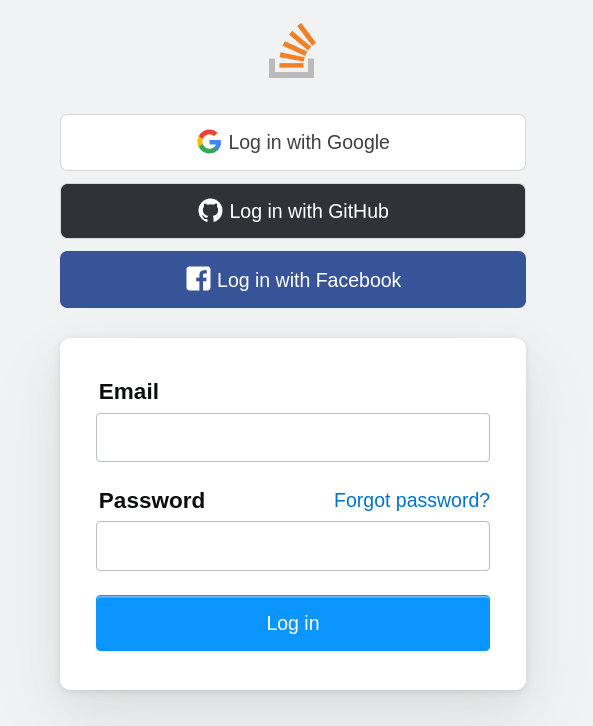 Log in with Google
Log in with GitHub
Log in with Facebook
Email
Password Forgot password?
Log in